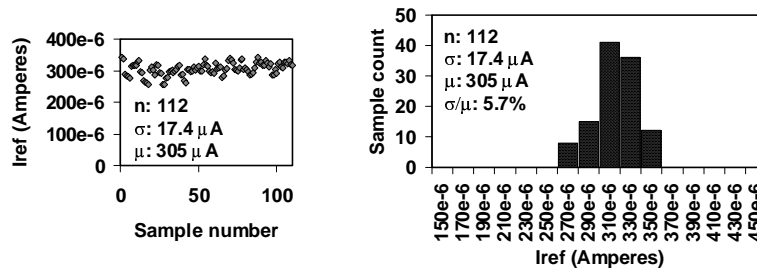 400e-6
300e-6
200e-6
100e-6
0
Iref (Amperes)
n: 112
σ: 17.4 μA
μ: 305 μA
0
50
100
Sample number
50
40
30
20
10
0
Sample count
n: 112
σ: 17.4 μA
μ: 305 μA
σ/μ: 5.7%
150e-6
170e-6
190e-6
210e-6
230e-6
250e-6
270e-6
290e-6
310e-6
330e-6
350e-6
370e-6
390e-6
410e-6
430e-6
450e-6
Iref (Amperes)